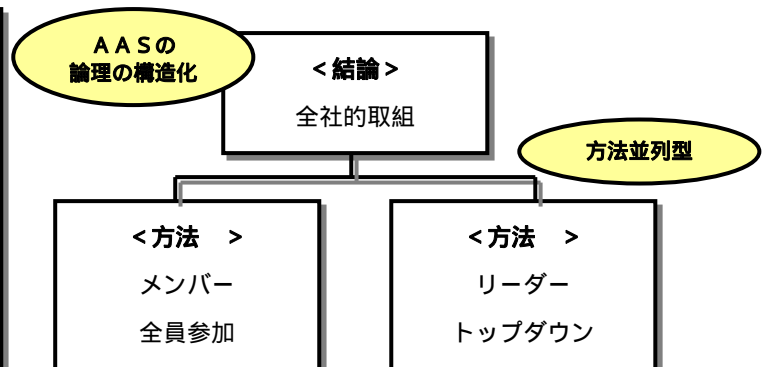 ＡＡＳの
論理の構造化
＜結論＞
全社的取組
方法並列型
＜方法　＞
メンバー
全員参加
＜方法　＞
リーダー
トップダウン